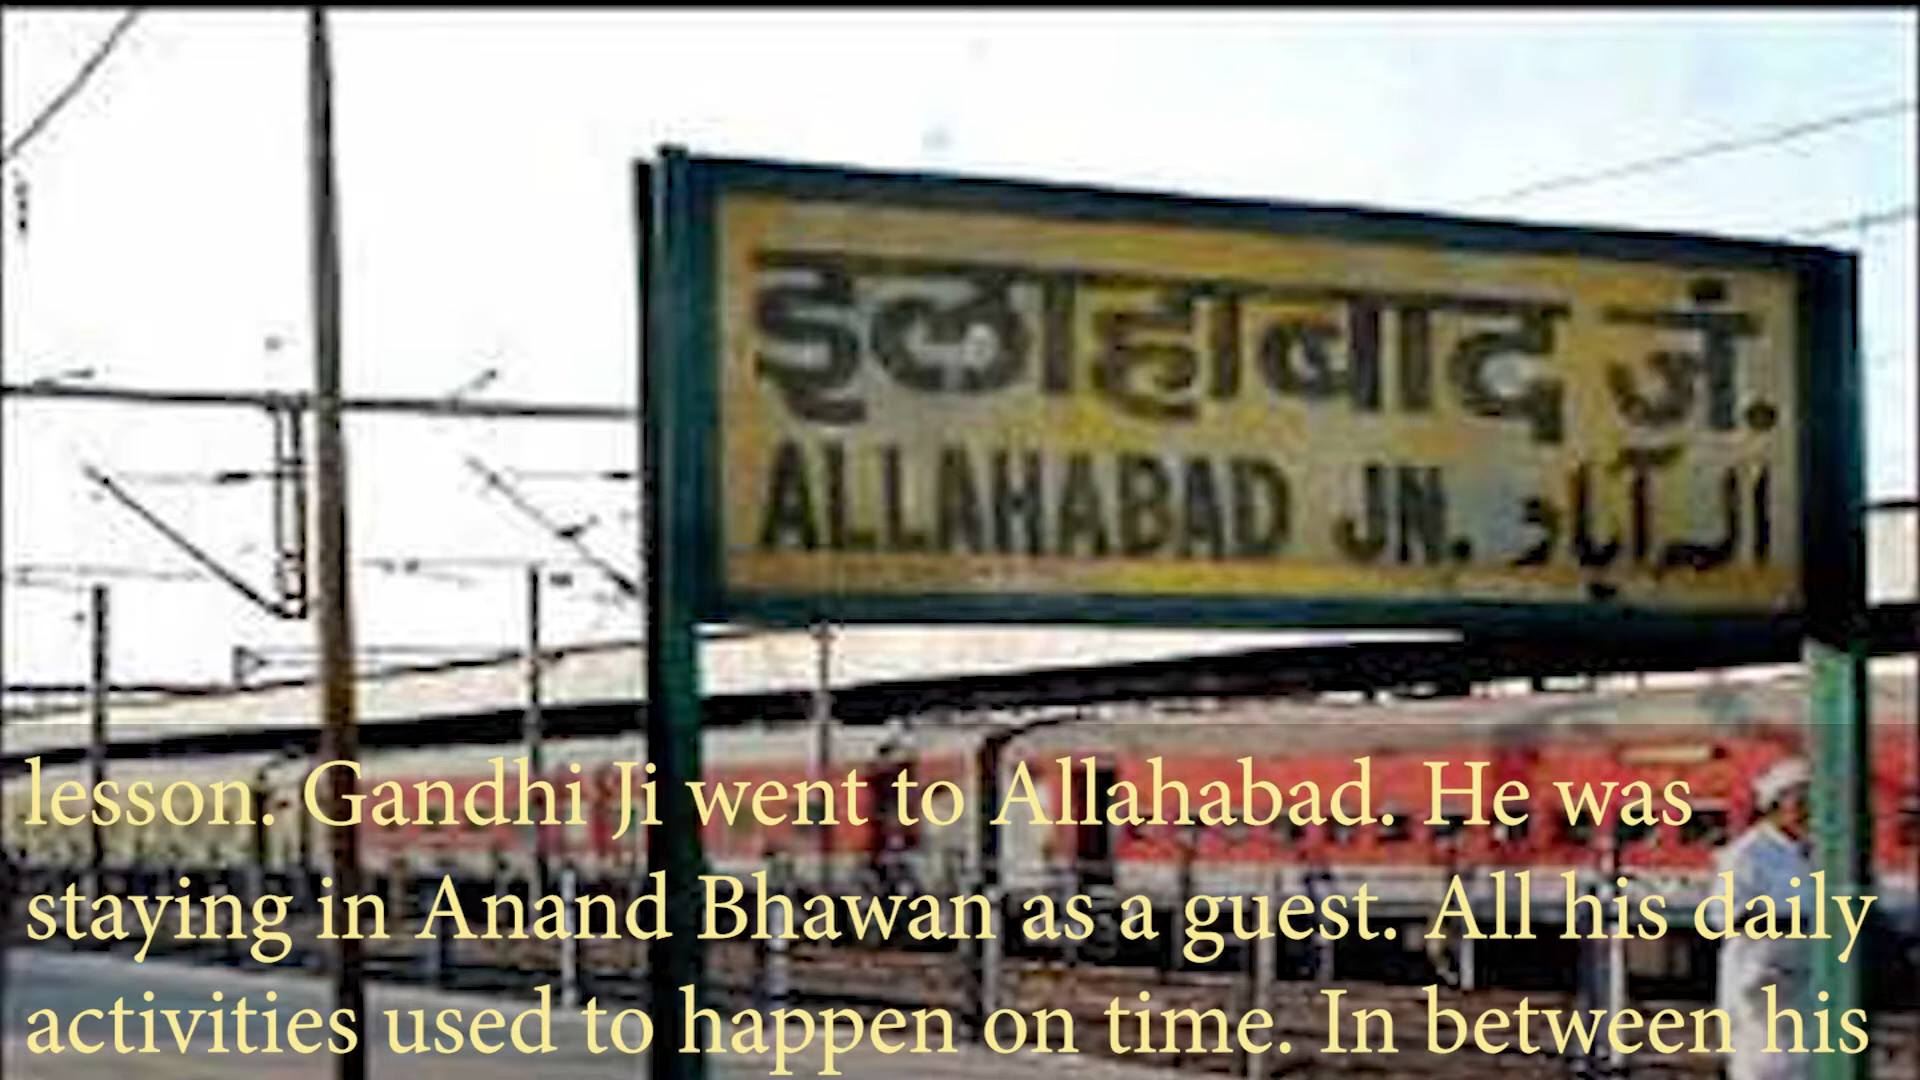 इलाहाबाद जं.
ALLAHABAD JN. الہ آباد
lesson. Gandhi Ji went to Allahabad. He was
staying in Anand Bhawan as a guest. All his daily
activities used to happen on time. In between his